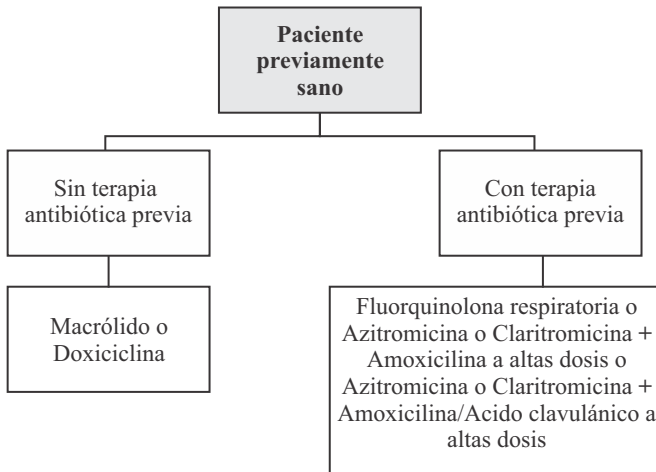 Paciente
previamente
sano
Sin terapia
antibiótica previa
Con terapia
antibiótica previa
Macrólido o
Doxiciclina
Fluorquinolona respiratoria o
Azitromicina o Claritromicina +
Amoxicilina a altas dosis o
Azitromicina o Claritromicina +
Amoxicilina/Acido clavulánico a
altas dosis